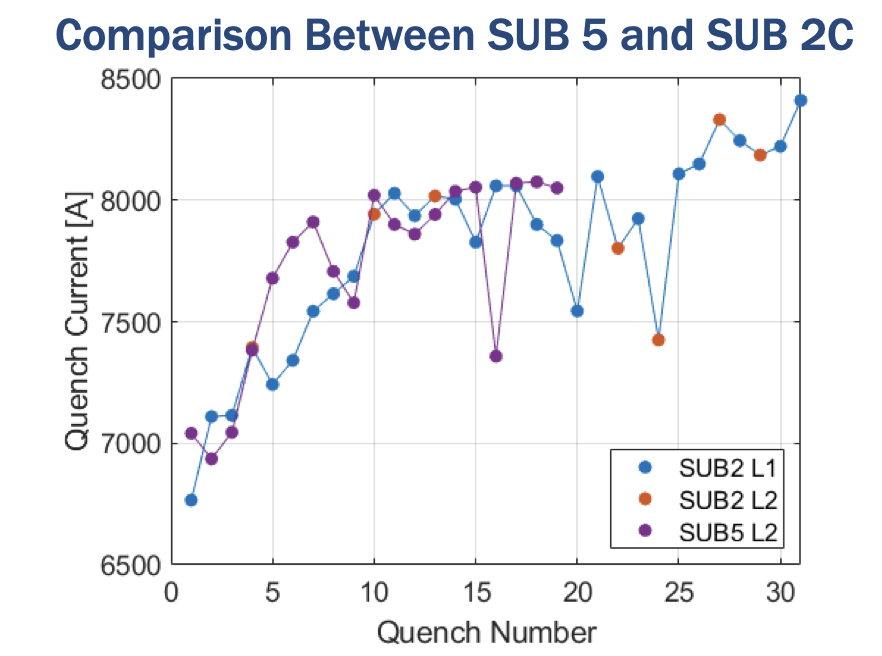 Comparison Between SUB 5 and SUB 2C
8500
8000
7500
7000
6500
Quench Current [A]
0 5 10 15 20 25 30
Quench Number
SUB2 L1
SUB2 L2
SUB5 L2